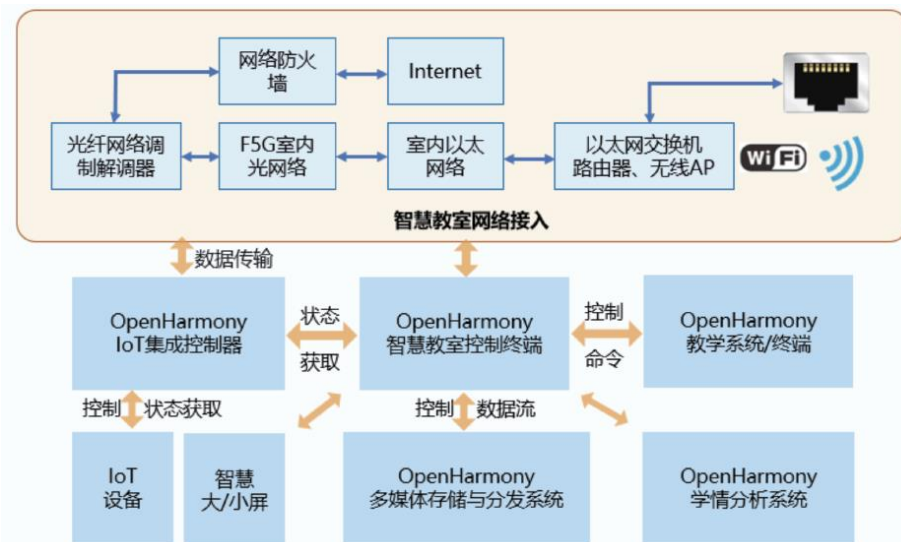 网络防火
墙
Internet
光纤网络调
制解调器
F5G室内
光网络
室内以太
网络
以太网交换机
路由器、无线AP
WiFi
智慧教室网络接入
数据传输
OpenHarmony
IoT集成控制器
状态
获取
OpenHarmony
智慧教室控制终端
控制
命令
OpenHarmony
教学系统/终端
控制
状态获取
控制
数据流
IoT
设备
智慧
大/小屏
OpenHarmony
多媒体存储与分发系统
OpenHarmony
学情分析系统